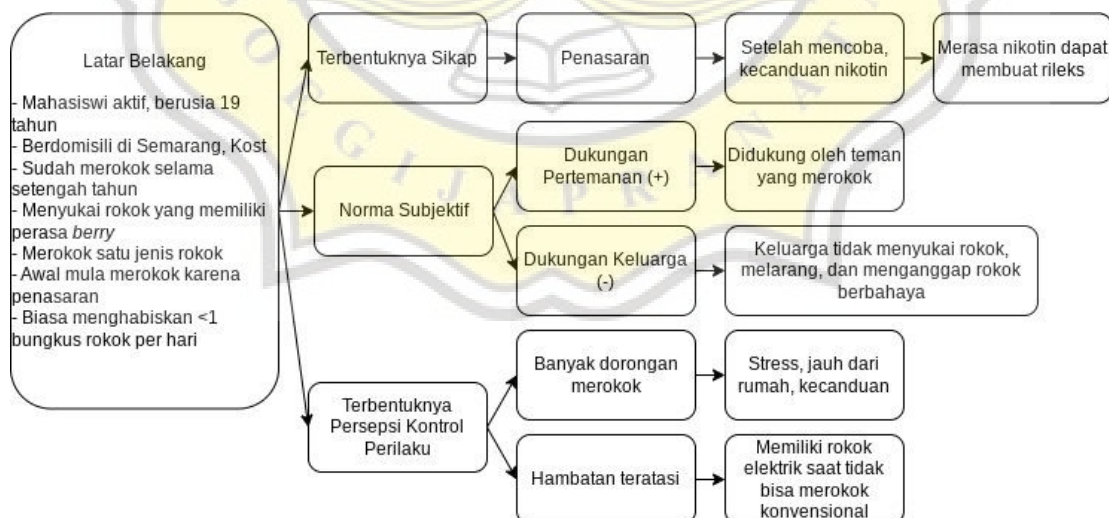 Latar Belakang
- Mahasiswi aktif, berusia 19
tahun
- Berdomisili di Semarang, Kost
- Sudah merokok selama
setengah tahun
- Menyukai rokok yang memiliki
perasa berry
- Merokok satu jenis rokok
- Awal mula merokok karena
penasaran
- Biasa menghabiskan <1
bungkus rokok per hari
Terbentuknya Sikap
Penasaran
Setelah mencoba,
kecanduan nikotin
Merasa nikotin dapat
membuat rileks
Norma Subjektif
Dukungan
Pertemanan (+)
Didukung oleh teman
yang merokok
Dukungan Keluarga
(-)
Keluarga tidak menyukai rokok,
melarang, dan menganggap rokok
berbahaya
Terbentuknya
Persepsi Kontrol
Perilaku
Banyak dorongan
merokok
Stress, jauh dari
rumah, kecanduan
Hambatan teratasi
Memiliki rokok
elektrik saat tidak
bisa merokok
konvensional
OEGIJAPRANAT